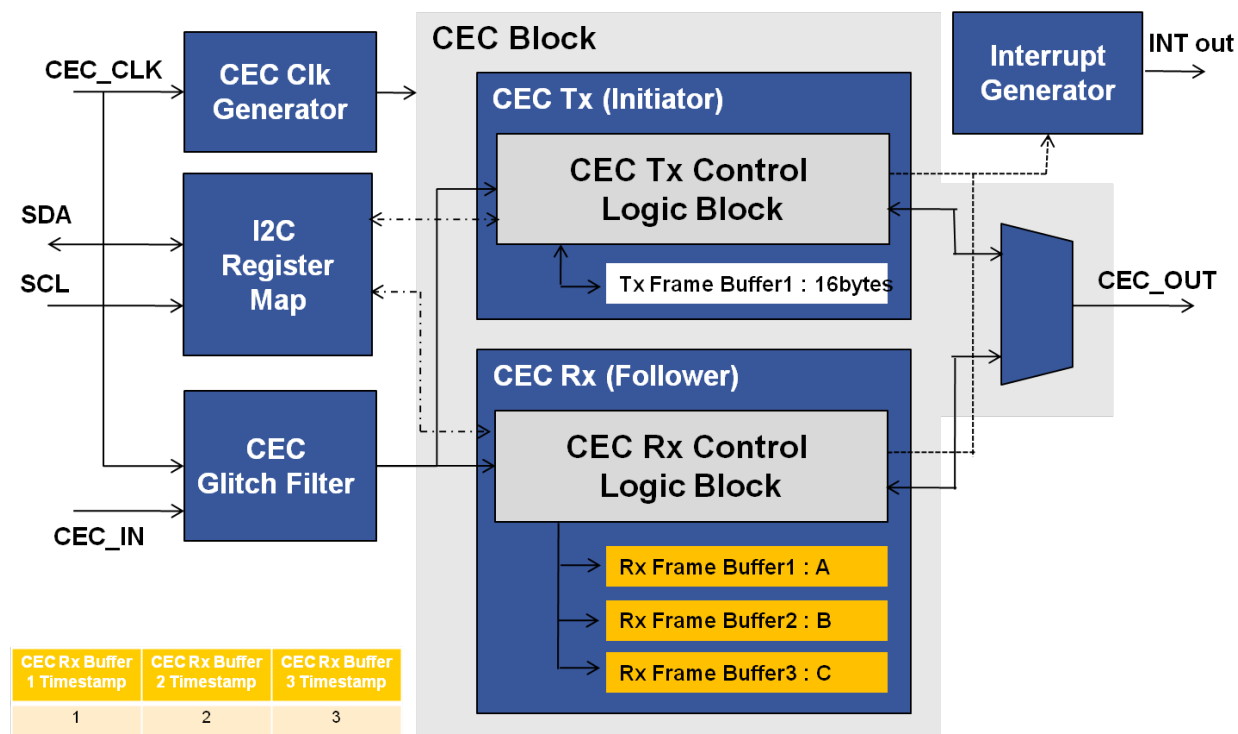 CEC Block
CEC_CLK
CEC Clk
Generator
Interrupt
Generator
INT out
CEC Tx (Initiator)
CEC Tx Control
Logic Block
SDA
SCL
I2C
Register
Map
Tx Frame Buffer1 : 16bytes
CEC_OUT
CEC Rx (Follower)
CEC Rx Control
Logic Block
CEC
Glitch Filter
CEC_IN
Rx Frame Buffer1 : A
Rx Frame Buffer2 : B
Rx Frame Buffer3 : C
CEC Rx Buffer
1 Timestamp
CEC Rx Buffer
2 Timestamp
CEC Rx Buffer
3 Timestamp
1
2
3